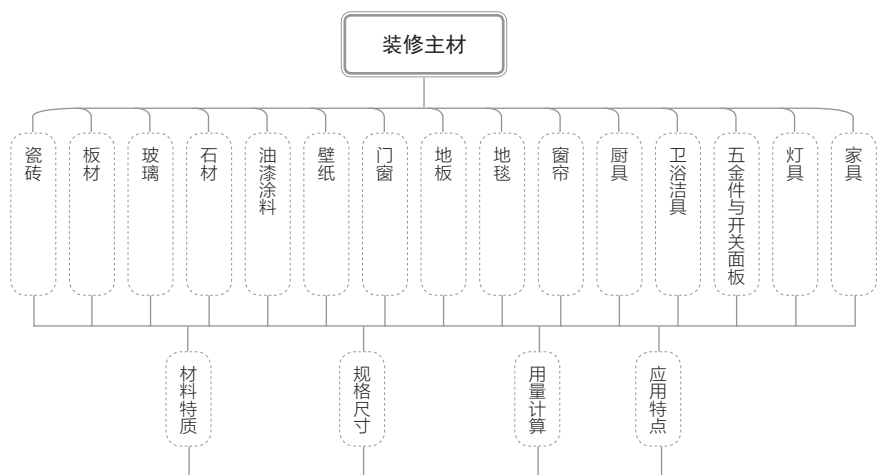 装修主材
瓷砖
板材
玻璃
石材
油漆涂料
壁纸
门窗
地板
地毯
窗帘
厨具
卫浴洁具
五金件与开关面板
灯具
家具
材料特质
规格尺寸
用量计算
应用特点